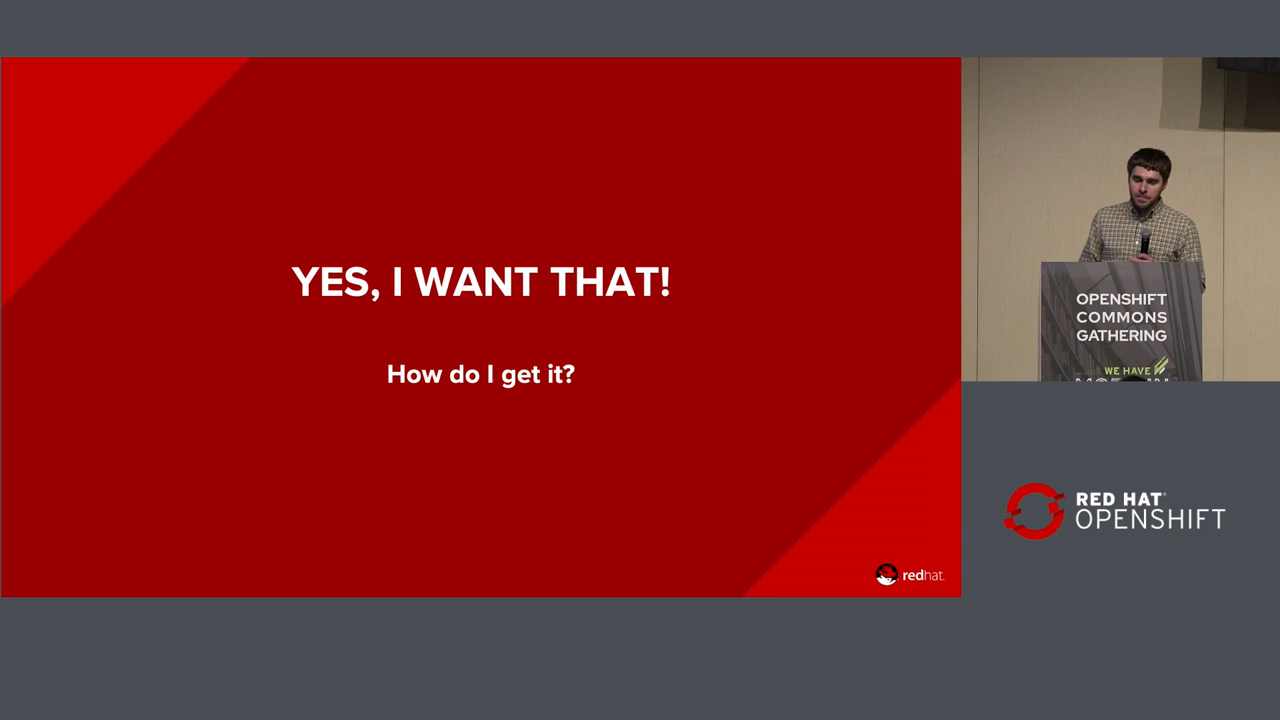 YES, I WANT THAT!
How do I get it?
redhat.
OPENSHIFT
COMMONS
GATHERING
WE HAVE
RED HAT®
OPENSHIFT